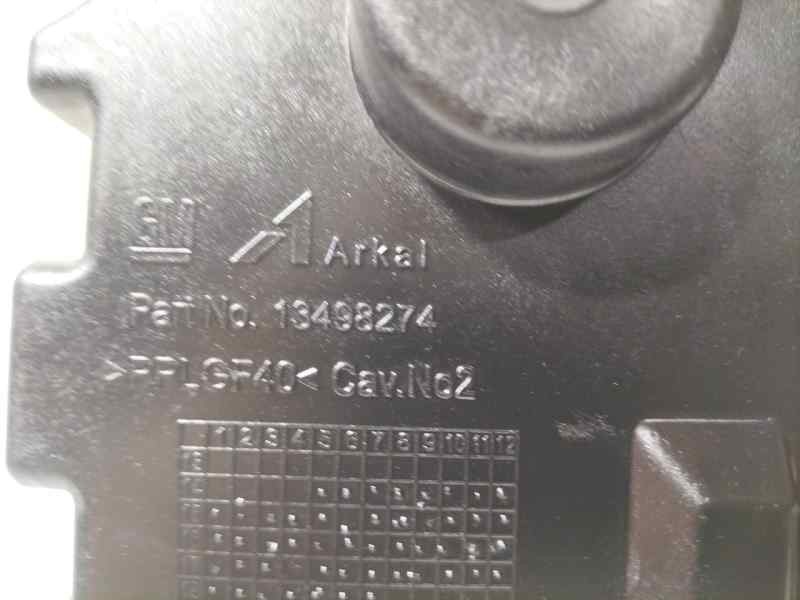 GM Arkal
Part No. 13498274
>PPLGF40< Cav.No2
1 2 3 4 5 6 7 8 9 10 11 12